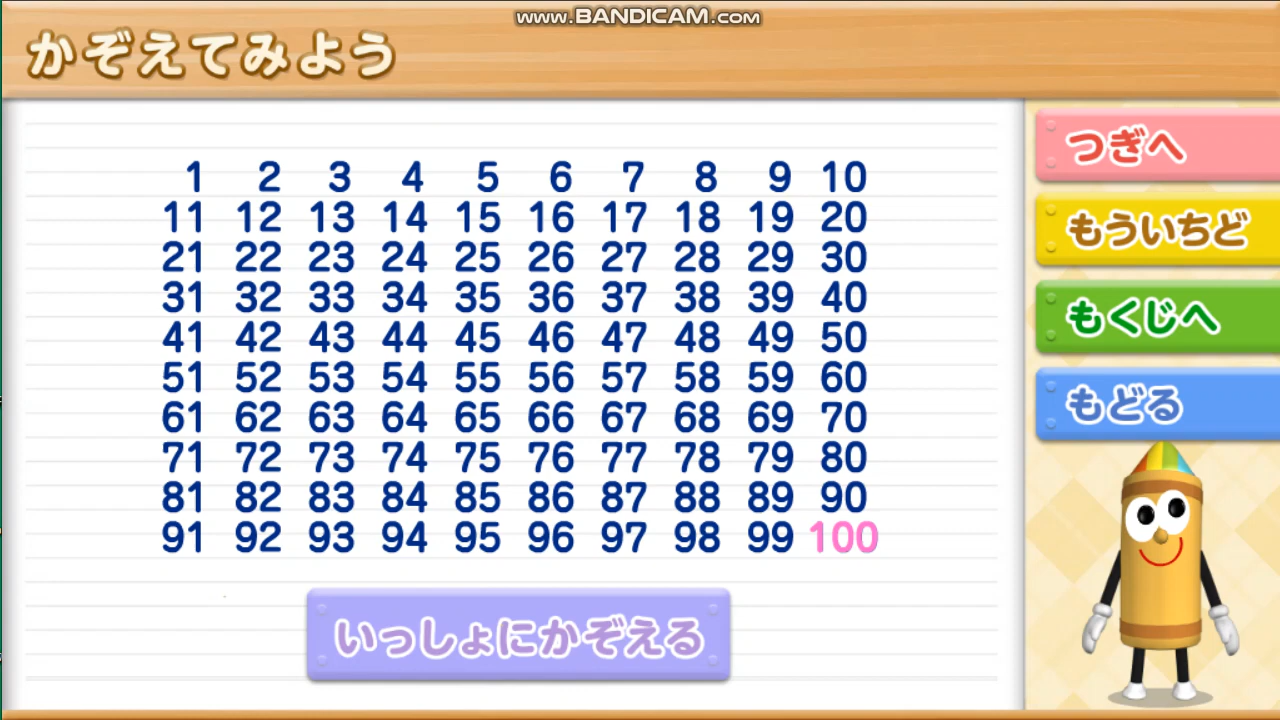 www.BANDICAM.com
かぞえてみよう
1 2 3 4 5 6 7 8 9 10
11 12 13 14 15 16 17 18 19 20
21 22 23 24 25 26 27 28 29 30
31 32 33 34 35 36 37 38 39 40
41 42 43 44 45 46 47 48 49 50
51 52 53 54 55 56 57 58 59 60
61 62 63 64 65 66 67 68 69 70
71 72 73 74 75 76 77 78 79 80
81 82 83 84 85 86 87 88 89 90
91 92 93 94 95 96 97 98 99 100
いっしょにかぞえる
つぎへ
もういちど
もくじへ
もどる